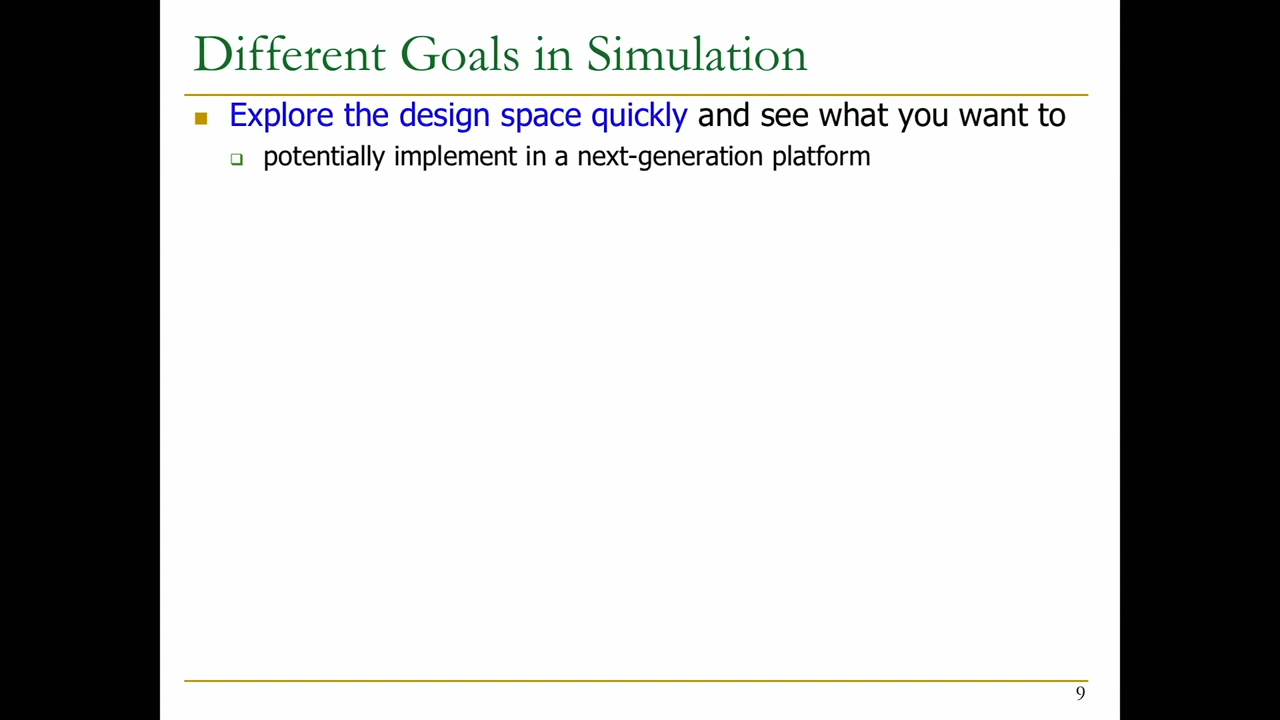 Different Goals in Simulation
Explore the design space quickly and see what you want to
potentially implement in a next-generation platform
9